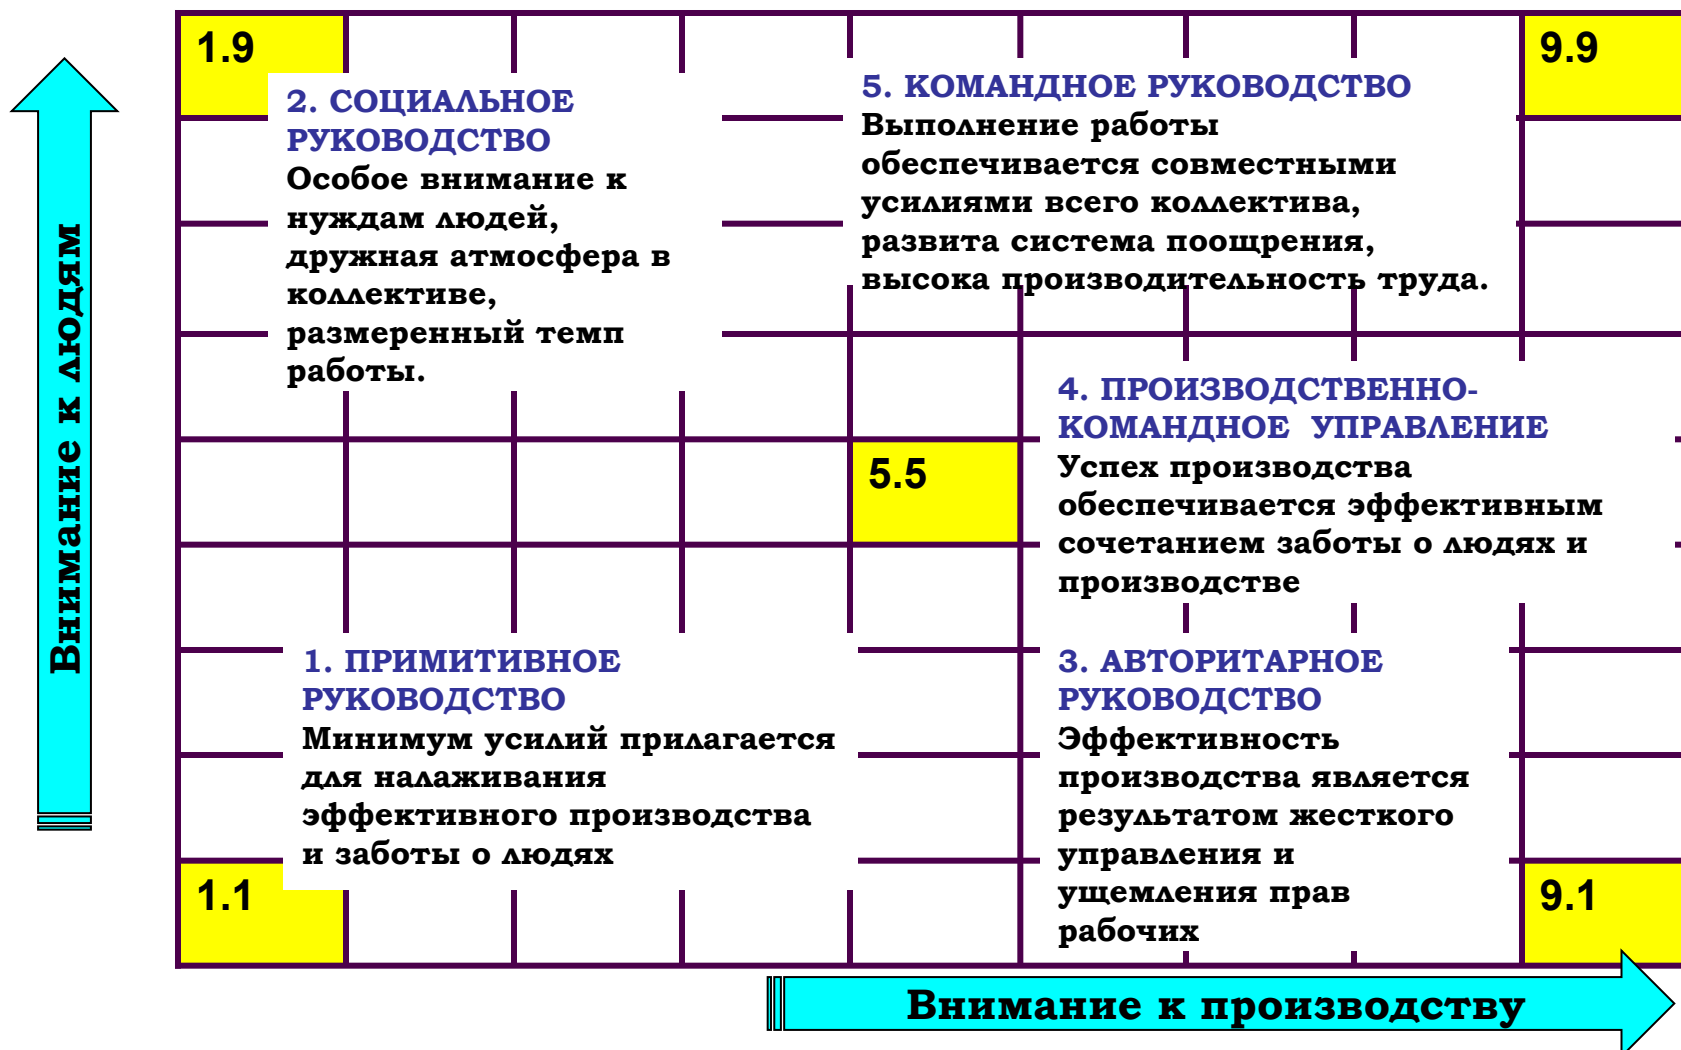 1.9
9.9
2. СОЦИАЛЬНОЕ
РУКОВОДСТВО
Особое внимание к
нуждам людей,
дружная атмосфера в
коллективе,
размеренный темп
работы.
5. КОМАНДНОЕ РУКОВОДСТВО
Выполнение работы
обеспечивается совместными
усилиями всего коллектива,
развита система поощрения,
высока производительность труда.
Внимание к людям
5.5
4. ПРОИЗВОДСТВЕННО-
КОМАНДНОЕ УПРАВЛЕНИЕ
Успех производства
обеспечивается эффективным
сочетанием заботы о людях и
производстве
1. ПРИМИТИВНОЕ
РУКОВОДСТВО
Минимум усилий прилагается
для налаживания
эффективного производства
и заботы о людях
3. АВТОРИТАРНОЕ
РУКОВОДСТВО
Эффективность
производства является
результатом жесткого
управления и
ущемления прав
рабочих
1.1
9.1
Внимание к производству